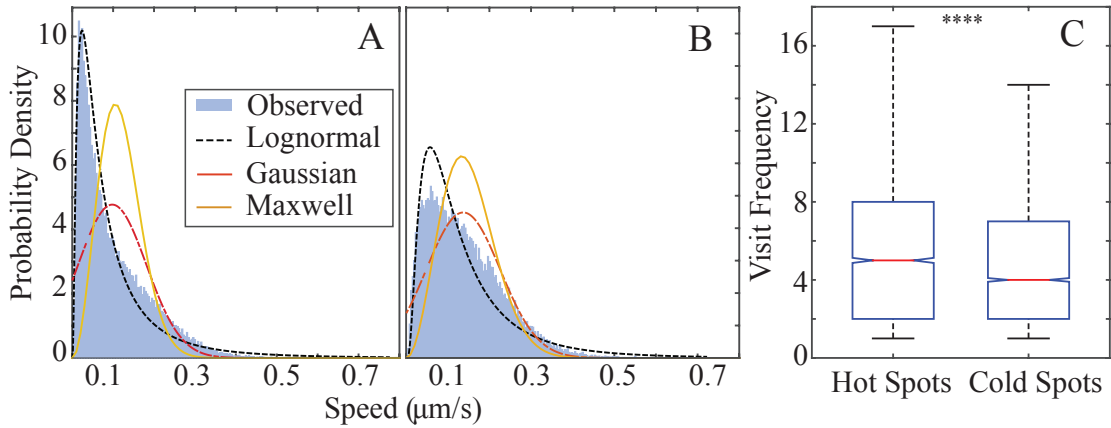 Probability Density
10
8
6
4
2
0
A
Observed
Lognormal
Gaussian
Maxwell
0.1
0.3
0.5
0.7
B
0.1
0.3
0.5
0.7
Speed (μm/s)
Visit Frequency
16
12
8
4
0
****
C
Hot Spots
Cold Spots